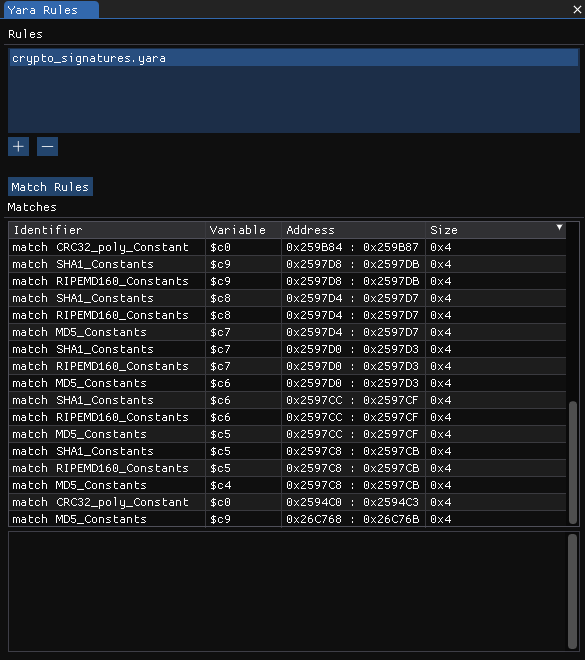 Yara Rules
Rules
crypto_signatures.yara
Match Rules
Matches
Identifier Variable Address Size
match CRC32_poly_Constant $c0 0x259B84 : 0x259B87 0x4
match SHA1_Constants $c9 0x2597D8 : 0x2597DB 0x4
match RIPEMD160_Constants $c9 0x2597D8 : 0x2597DB 0x4
match SHA1_Constants $c8 0x2597D4 : 0x2597D7 0x4
match RIPEMD160_Constants $c8 0x2597D4 : 0x2597D7 0x4
match MD5_Constants $c7 0x2597D4 : 0x2597D7 0x4
match SHA1_Constants $c7 0x2597D0 : 0x2597D3 0x4
match RIPEMD160_Constants $c7 0x2597D0 : 0x2597D3 0x4
match MD5_Constants $c6 0x2597D0 : 0x2597D3 0x4
match SHA1_Constants $c6 0x2597CC : 0x2597CF 0x4
match RIPEMD160_Constants $c6 0x2597CC : 0x2597CF 0x4
match MD5_Constants $c5 0x2597CC : 0x2597CF 0x4
match SHA1_Constants $c5 0x2597C8 : 0x2597CB 0x4
match RIPEMD160_Constants $c5 0x2597C8 : 0x2597CB 0x4
match MD5_Constants $c4 0x2597C8 : 0x2597CB 0x4
match CRC32_poly_Constant $c0 0x2594C0 : 0x2594C3 0x4
match MD5_Constants $c9 0x26C768 : 0x26C76B 0x4